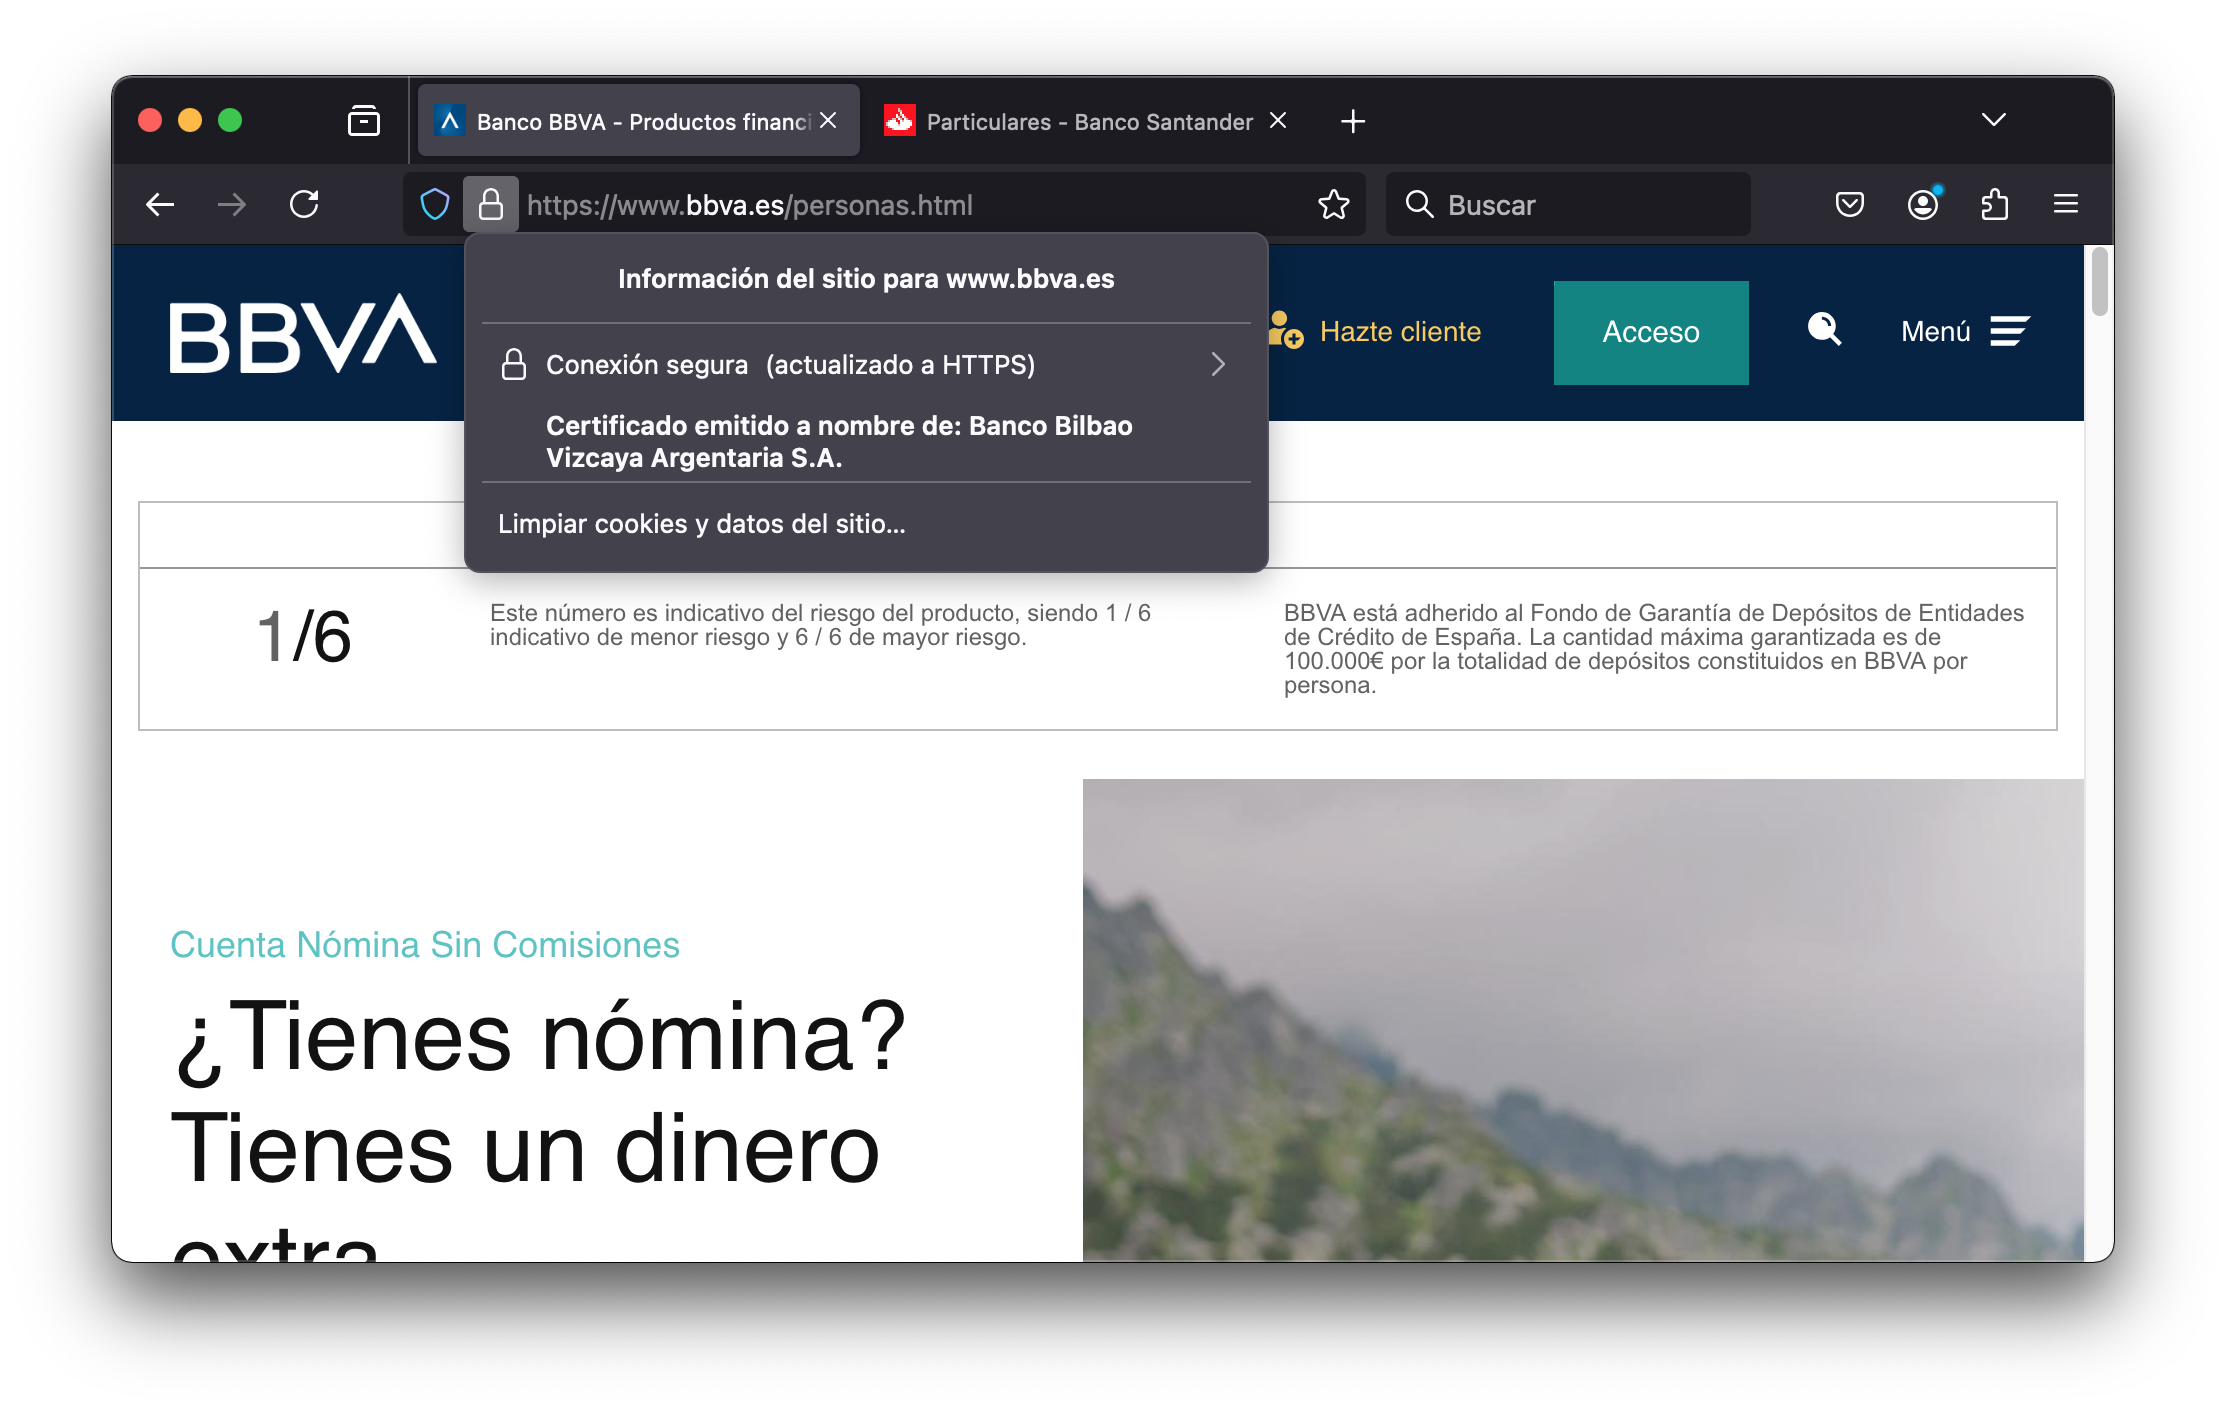 Banco BBVA - Productos financi
Particulares - Banco Santander
https://www.bbva.es/personas.html
Buscar
Información del sitio para www.bbva.es
Conexión segura (actualizado a HTTPS)
Certificado emitido a nombre de: Banco Bilbao
Vizcaya Argentaria S.A.
Limpiar cookies y datos del sitio...
BBVA
Hazte cliente
Acceso
Menú
1/6
Este número es indicativo del riesgo del producto, siendo 1 / 6
indicativo de menor riesgo y 6 / 6 de mayor riesgo.
BBVA está adherido al Fondo de Garantía de Depósitos de Entidades
de Crédito de España. La cantidad máxima garantizada es de
100.000€ por la totalidad de depósitos constituidos en BBVA por
persona.
Cuenta Nómina Sin Comisiones
¿Tienes nómina?
Tienes un dinero
extra